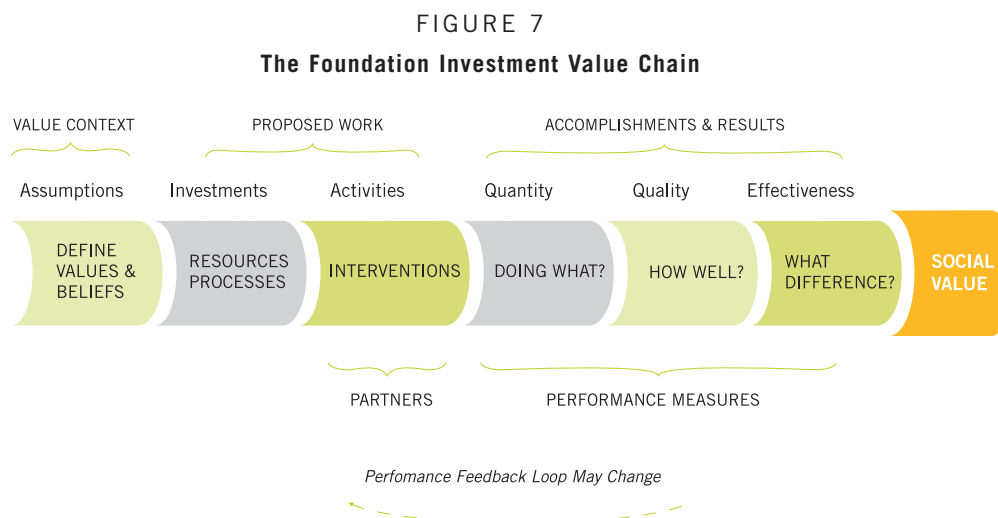 FIGURE 7
The Foundation Investment Value Chain
VALUE CONTEXT
PROPOSED WORK
ACCOMPLISHMENTS & RESULTS
Assumptions
Investments
Activities
Quantity
Quality
Effectiveness
DEFINE
VALUES &
BELIEFS
RESOURCES
PROCESSES
INTERVENTIONS
DOING WHAT?
HOW WELL?
WHAT
DIFFERENCE?
SOCIAL
VALUE
PARTNERS
PERFORMANCE MEASURES
Perfomance Feedback Loop May Change